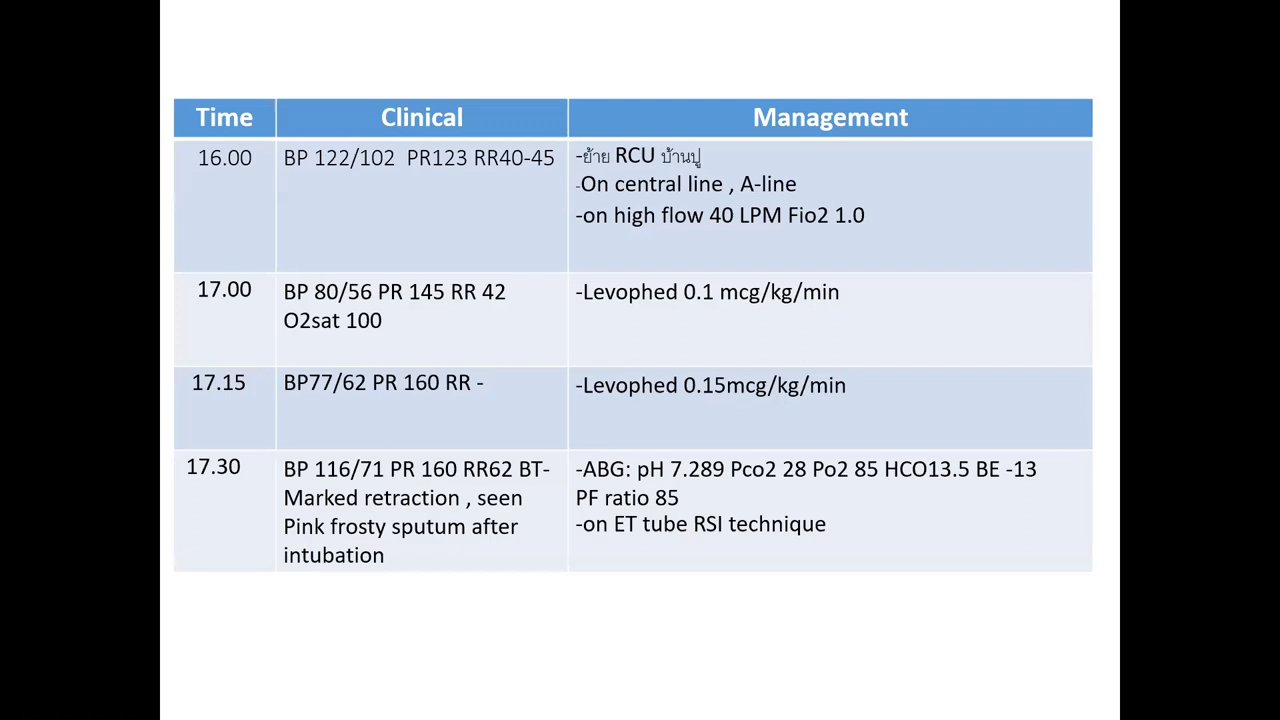 Time Clinical Management
16.00 BP 122/102 PR123 RR40-45 -ย้าย RCU บ้านปู
-On central line , A-line
-on high flow 40 LPM Fio2 1.0
17.00 BP 80/56 PR 145 RR 42 -Levophed 0.1 mcg/kg/min
O2sat 100
17.15 BP77/62 PR 160 RR - -Levophed 0.15mcg/kg/min
17.30 BP 116/71 PR 160 RR62 BT- -ABG: pH 7.289 Pco2 28 Po2 85 HCO13.5 BE -13
Marked retraction , seen PF ratio 85
Pink frosty sputum after -on ET tube RSI technique
intubation